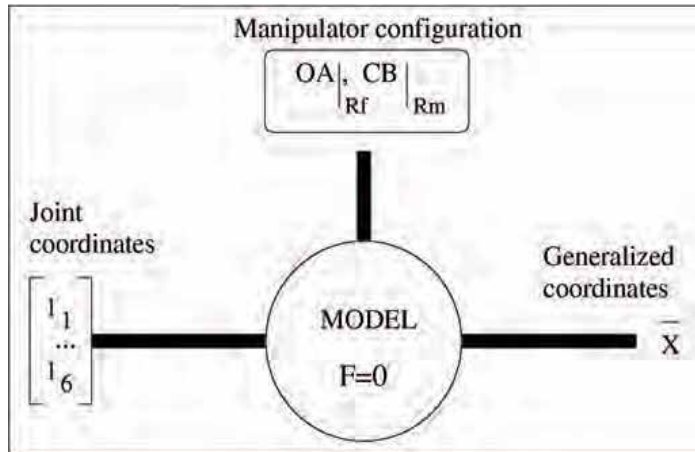 Manipulator configuration
OA|Rf, CB |Rm
Joint
coordinates
l1
...
l6
MODEL
F=0
Generalized
coordinates
X̅